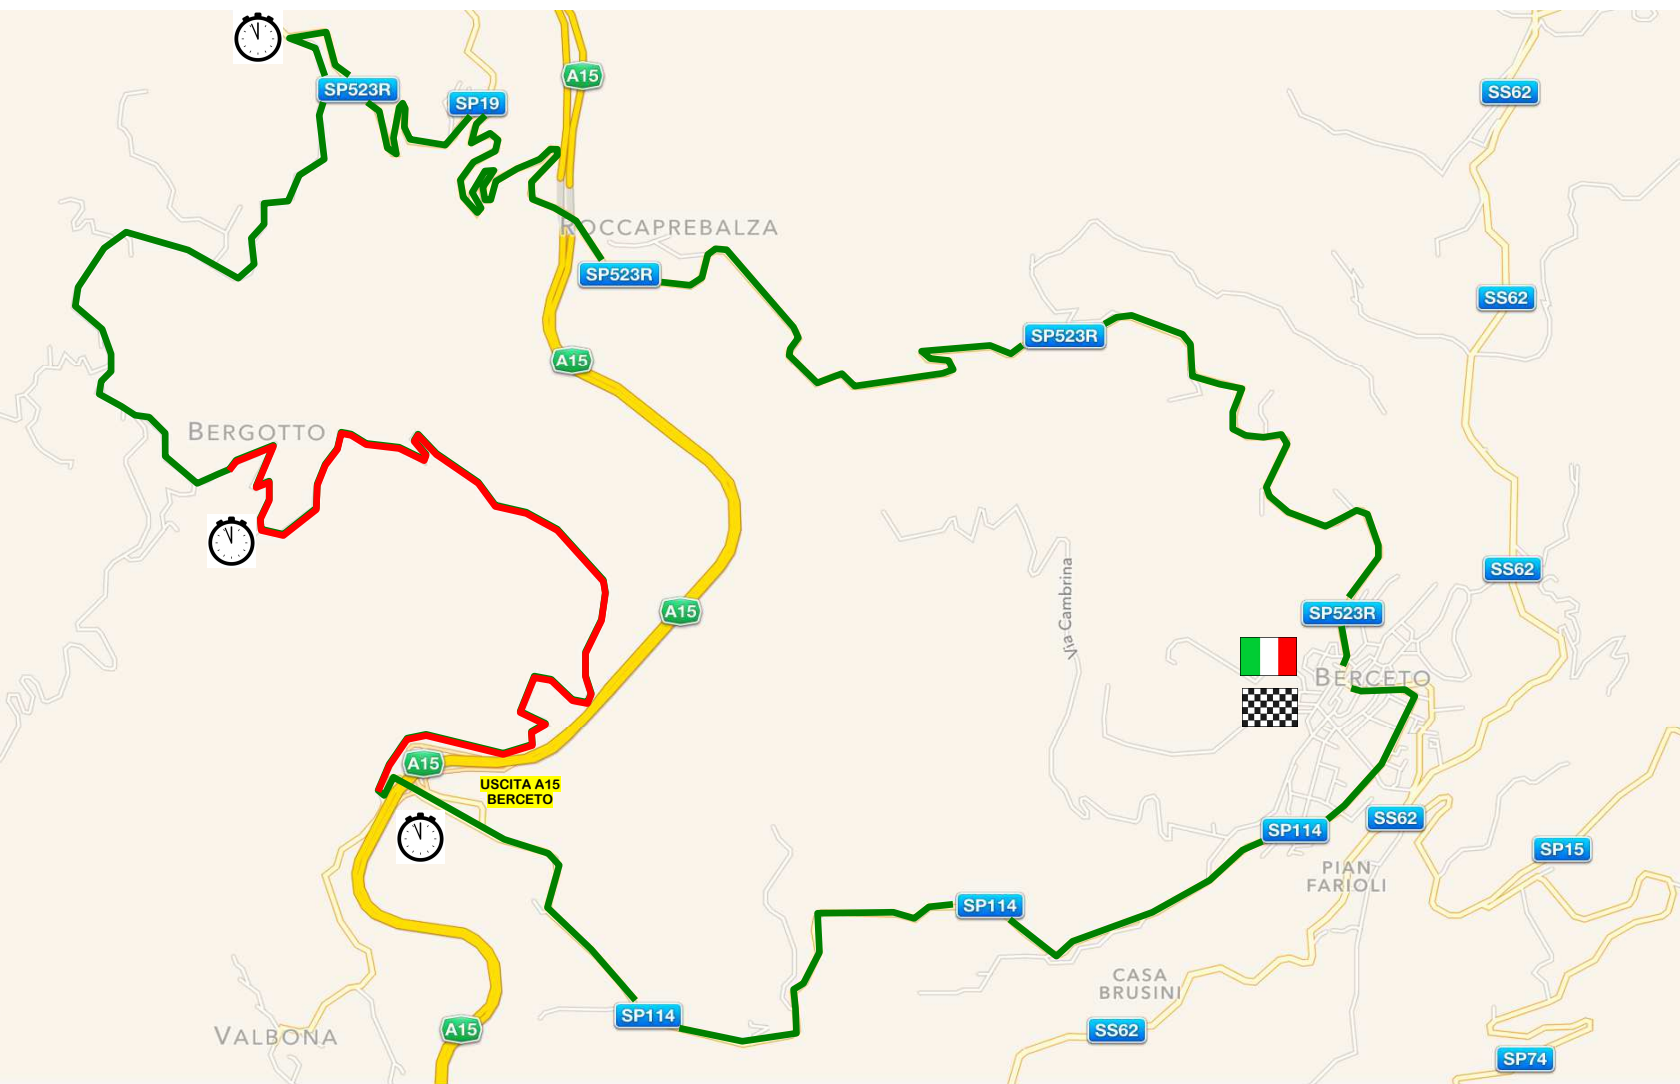 A15
SP523R
SS62
SP19
ROCCAPREBALZA
SP523R
SS62
SP523R
A15
BERGOTTO
SS62
Via Cambrina
A15
SP523R
BERCETO
A15
USCITA A15
BERCETO
SS62
SP114
SP15
PIAN
FARIOLI
SP114
CASA
BRUSINI
SP114
A15
SS62
VALBONA
SP74